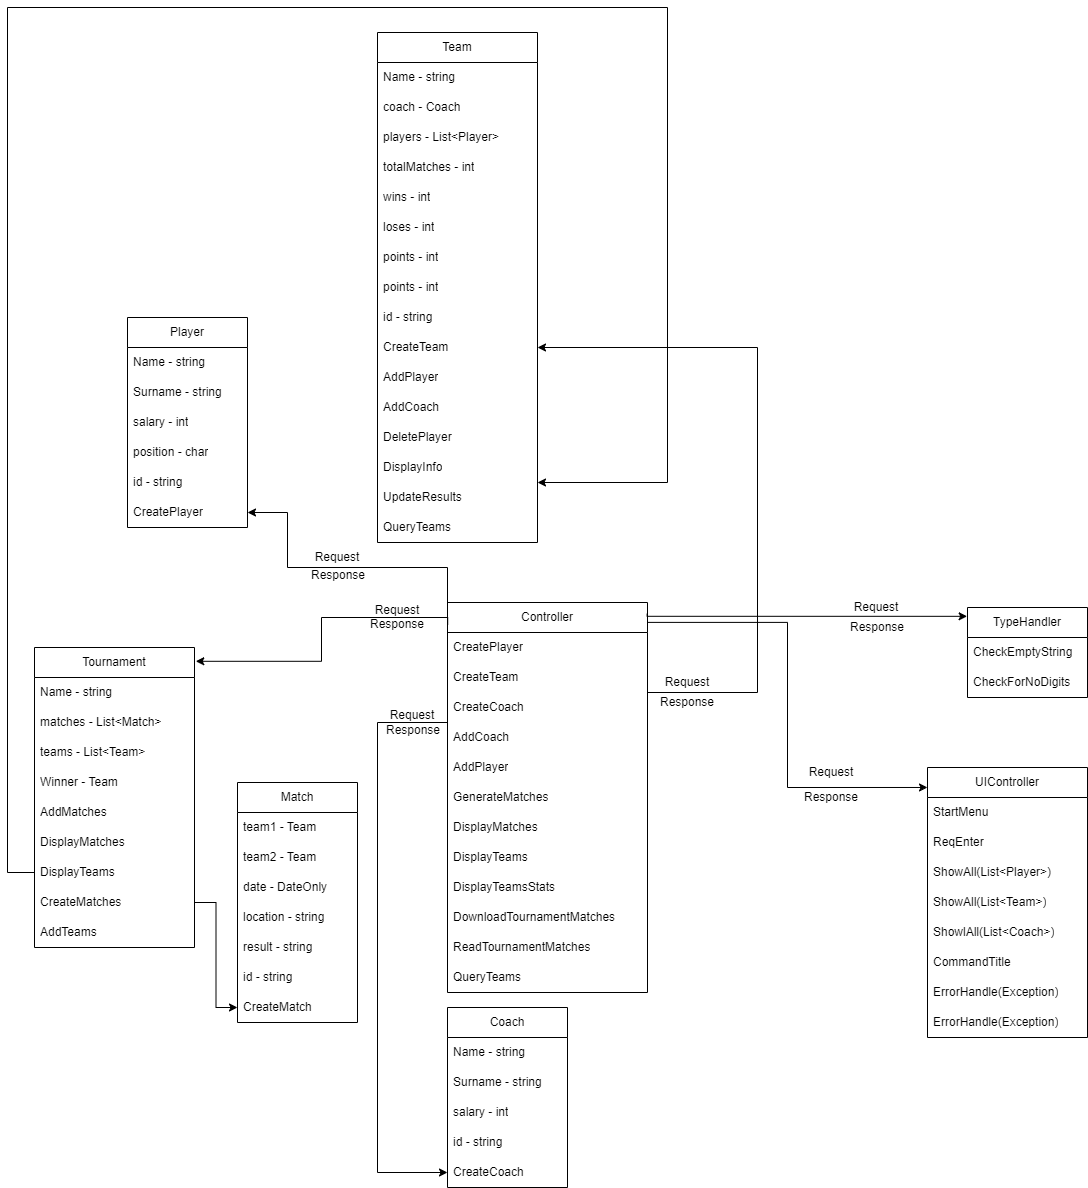 Team
Name - string
coach - Coach
players - List<Player>
totalMatches - int
wins - int
loses - int
points - int
points - int
id - string
CreateTeam
AddPlayer
AddCoach
DeletePlayer
DisplayInfo
UpdateResults
QueryTeams
Player
Name - string
Surname - string
salary - int
position - char
id - string
CreatePlayer
Request
Response
Request
Response
Controller
CreatePlayer
CreateTeam
CreateCoach
AddCoach
AddPlayer
GenerateMatches
DisplayMatches
DisplayTeams
DisplayTeamsStats
DownloadTournamentMatches
ReadTournamentMatches
QueryTeams
Request
Response
TypeHandler
CheckEmptyString
CheckForNoDigits
Tournament
Name - string
matches - List<Match>
teams - List<Team>
Winner - Team
AddMatches
DisplayMatches
DisplayTeams
CreateMatches
AddTeams
Request
Response
Request
Response
Match
team1 - Team
team2 - Team
date - DateOnly
location - string
result - string
id - string
CreateMatch
Request
Response
UIController
StartMenu
ReqEnter
ShowAll(List<Player>)
ShowAll(List<Team>)
ShowlAll(List<Coach>)
CommandTitle
ErrorHandle(Exception)
ErrorHandle(Exception)
Coach
Name - string
Surname - string
salary - int
id - string
CreateCoach